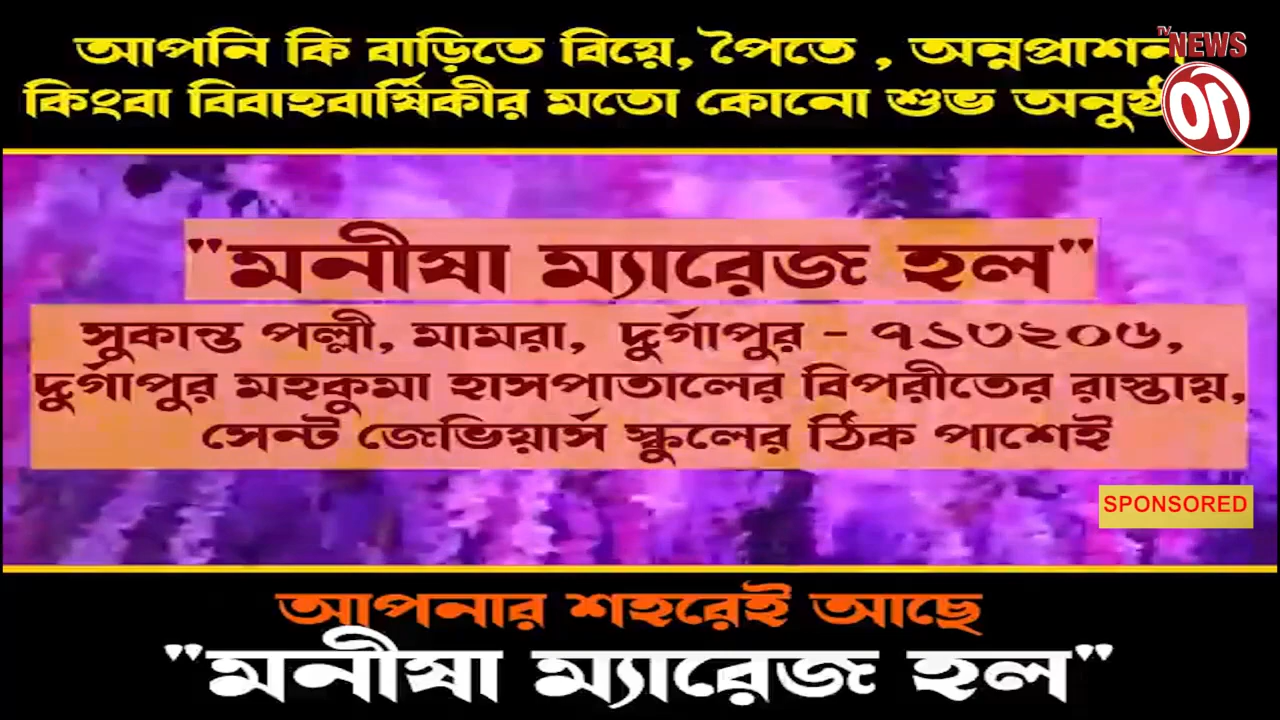 আপনি কি বাড়িতে বিয়ে, পৈতে , অন্নপ্রাশন
কিংবা বিবাহবার্ষিকীর মতো কোনো শুভ
TV NEWS
"মনীষা ম্যারেজ হল"
সুকান্ত পল্লী, মামরা, দুর্গাপুর - ৭১৩২০৬,
দুর্গাপুর মহকুমা হাসপাতালের বিপরীতের রাস্তায়,
সেন্ট জেভিয়ার্স স্কুলের ঠিক পাশেই
SPONSORED
আপনার শহরেই আছে
"মনীষা ম্যারেজ হল"